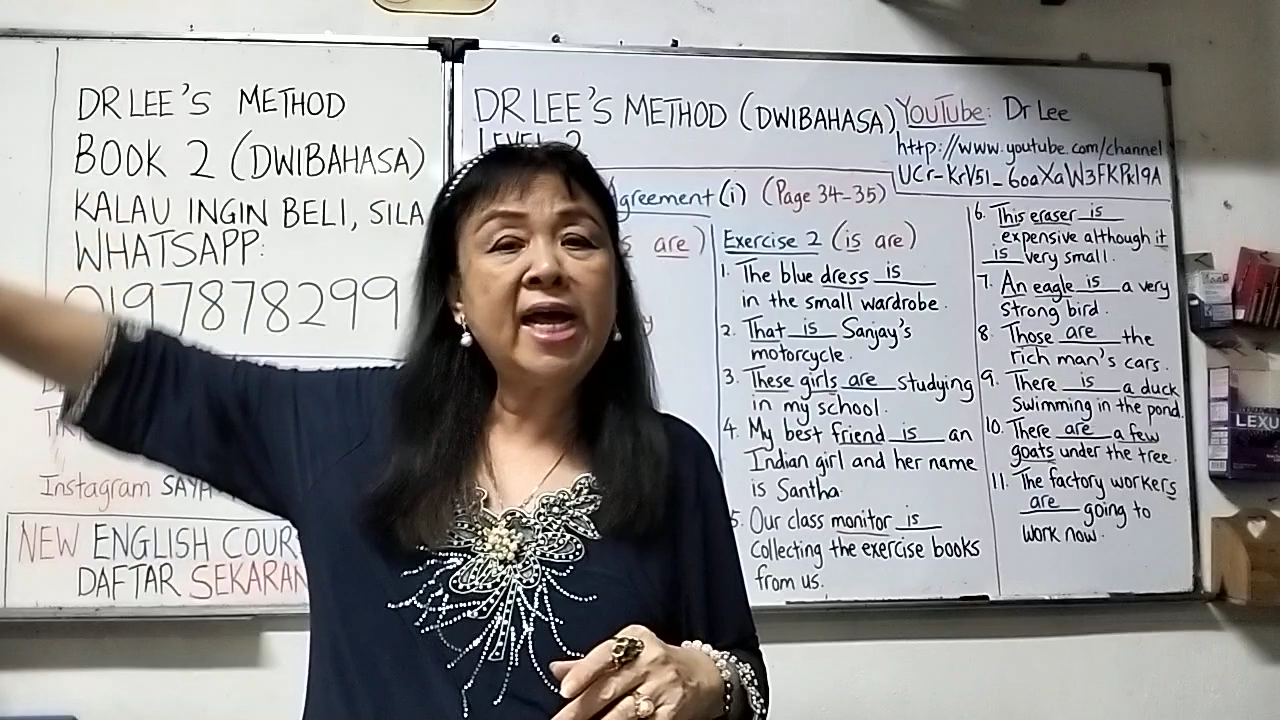 DR LEE'S METHOD
BOOK 2 (DWIBAHASA)
KALAU INGIN BELI, SILA
WHATSAPP:
0197878299
Instagram SAYA
NEW ENGLISH COUR
DAFTAR SEKARAN
DR LEE'S METHOD (DWIBAHASA)
LEVEL 2
YouTube: Dr Lee
http://www.youtube.com/channel
greement (i) (Page 34-35)
are)
Exercise 2 (is are)
1. The blue dress is
in the small wardrobe.
2. That is Sanjay's
motorcycle.
3. These girls are studying
in my school.
4. My best friend is an
Indian girl and her name
is Santha.
5. Our class monitor is
collecting the exercise books
from us.
6. This eraser is
expensive although it
is very small.
7. An eagle is a very
strong bird.
8. Those are the
rich man's cars.
9. There is a duck
Swimming in the pond.
10. There are a few
goats under the tree.
11. The factory workers
are going to
work now.
LEXU